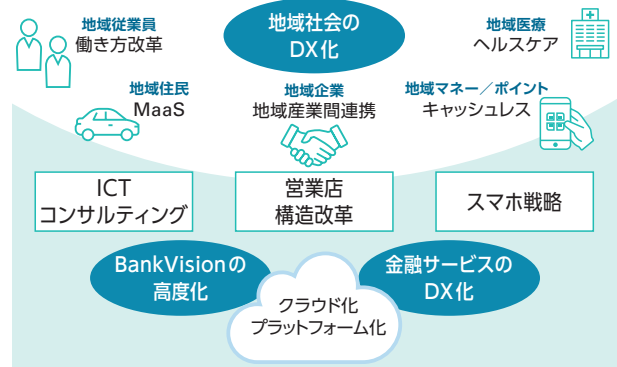 地域従業員
働き方改革
地域社会の
DX化
地域医療
ヘルスケア
地域住民
MaaS
地域企業
地域産業間連携
地域マネー／ポイント
キャッシュレス
ICT
コンサルティング
営業店
構造改革
スマホ戦略
BankVisionの
高度化
金融サービスの
DX化
クラウド化
プラットフォーム化